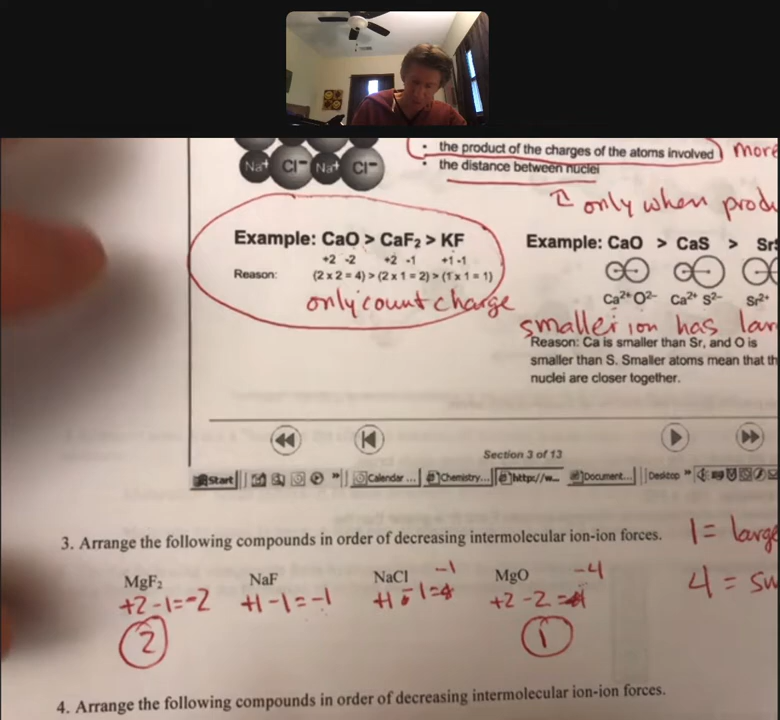 • the product of the charges of the atoms involved more
• the distance between nuclei
Na+ Cl− Na+ Cl−
only when produ
Example: CaO > CaF₂ > KF
+2 -2 +2 -1 +1 -1
Reason: (2 x 2 = 4) > (2 x 1 = 2) > (1 x 1 = 1)
only count charge
Example: CaO > CaS > Sr
Ca²⁺ O²⁻ Ca²⁺ S²⁻ Sr²⁺
smaller ion has lar
Reason: Ca is smaller than Sr, and O is
smaller than S. Smaller atoms mean that th
nuclei are closer together.
Section 3 of 13
Start Calendar ... Chemistry... http://w... Document... Desktop »
3. Arrange the following compounds in order of decreasing intermolecular ion-ion forces. 1 = large
MgF₂ NaF NaCl -1 MgO -4 4 = sm
+2 -1 = -2 +1 -1 = -1 +1 -1 = +2 -2 =
2 1
4. Arrange the following compounds in order of decreasing intermolecular ion-ion forces.